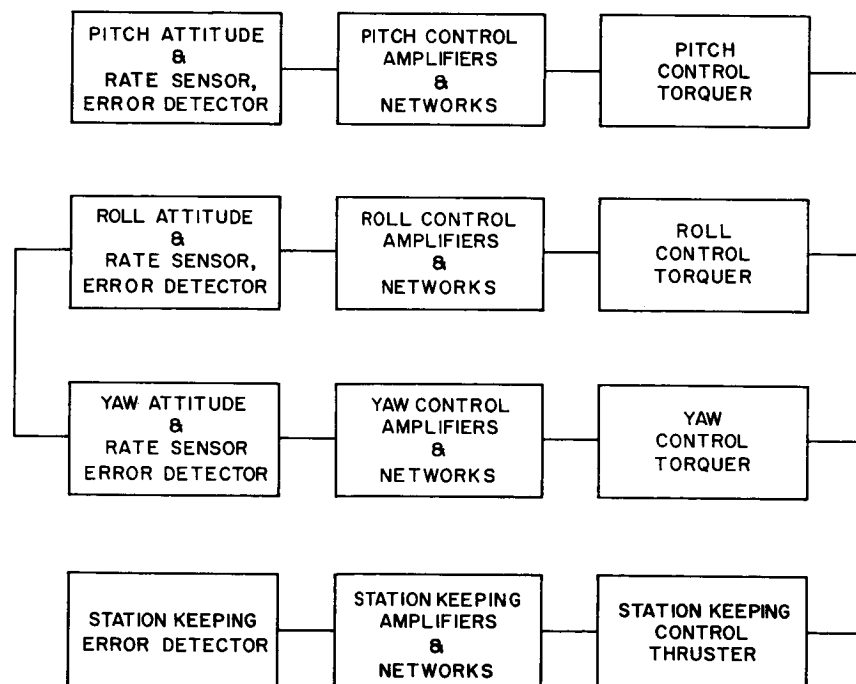 PITCH ATTITUDE
&
RATE SENSOR,
ERROR DETECTOR
PITCH CONTROL
AMPLIFIERS
&
NETWORKS
PITCH
CONTROL
TORQUER
ROLL ATTITUDE
&
RATE SENSOR,
ERROR DETECTOR
ROLL CONTROL
AMPLIFIERS
&
NETWORKS
ROLL
CONTROL
TORQUER
YAW ATTITUDE
&
RATE SENSOR
ERROR DETECTOR
YAW CONTROL
AMPLIFIERS
&
NETWORKS
YAW
CONTROL
TORQUER
STATION KEEPING
ERROR DETECTOR
STATION KEEPING
AMPLIFIERS
&
NETWORKS
STATION KEEPING
CONTROL
THRUSTER